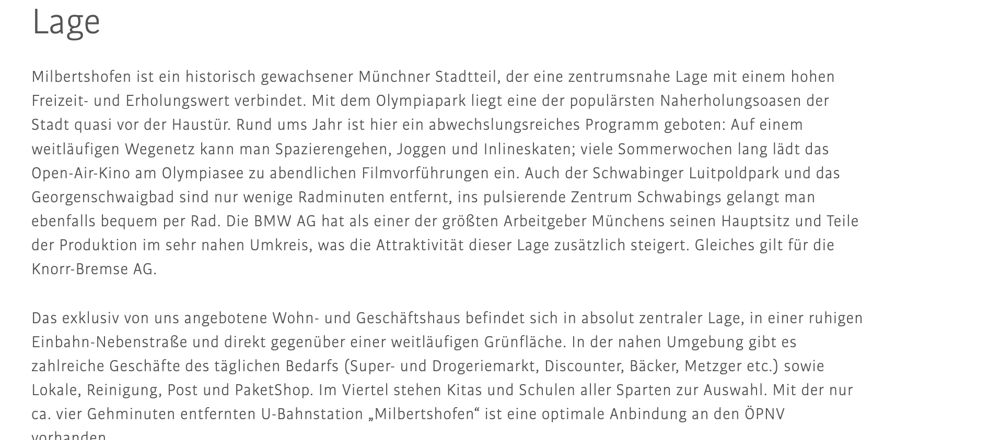 Lage
Milbertshofen ist ein historisch gewachsener Münchner Stadtteil, der eine zentrumsnahe Lage mit einem hohen
Freizeit- und Erholungswert verbindet. Mit dem Olympiapark liegt eine der populärsten Naherholungsoasen der
Stadt quasi vor der Haustür. Rund ums Jahr ist hier ein abwechslungsreiches Programm geboten: Auf einem
weitläufigen Wegenetz kann man Spazierengehen, Joggen und Inlineskaten; viele Sommerwochen lang lädt das
Open-Air-Kino am Olympiasee zu abendlichen Filmvorführungen ein. Auch der Schwabinger Luitpoldpark und das
Georgenschwaigbad sind nur wenige Radminuten entfernt, ins pulsierende Zentrum Schwabings gelangt man
ebenfalls bequem per Rad. Die BMW AG hat als einer der größten Arbeitgeber Münchens seinen Hauptsitz und Teile
der Produktion im sehr nahen Umkreis, was die Attraktivität dieser Lage zusätzlich steigert. Gleiches gilt für die
Knorr-Bremse AG.
Das exklusiv von uns angebotene Wohn- und Geschäftshaus befindet sich in absolut zentraler Lage, in einer ruhigen
Einbahn-Nebenstraße und direkt gegenüber einer weitläufigen Grünfläche. In der nahen Umgebung gibt es
zahlreiche Geschäfte des täglichen Bedarfs (Super- und Drogeriemarkt, Discounter, Bäcker, Metzger etc.) sowie
Lokale, Reinigung, Post und PaketShop. Im Viertel stehen Kitas und Schulen aller Sparten zur Auswahl. Mit der nur
ca. vier Gehminuten entfernten U-Bahnstation „Milbertshofen“ ist eine optimale Anbindung an den ÖPNV
vorhanden.